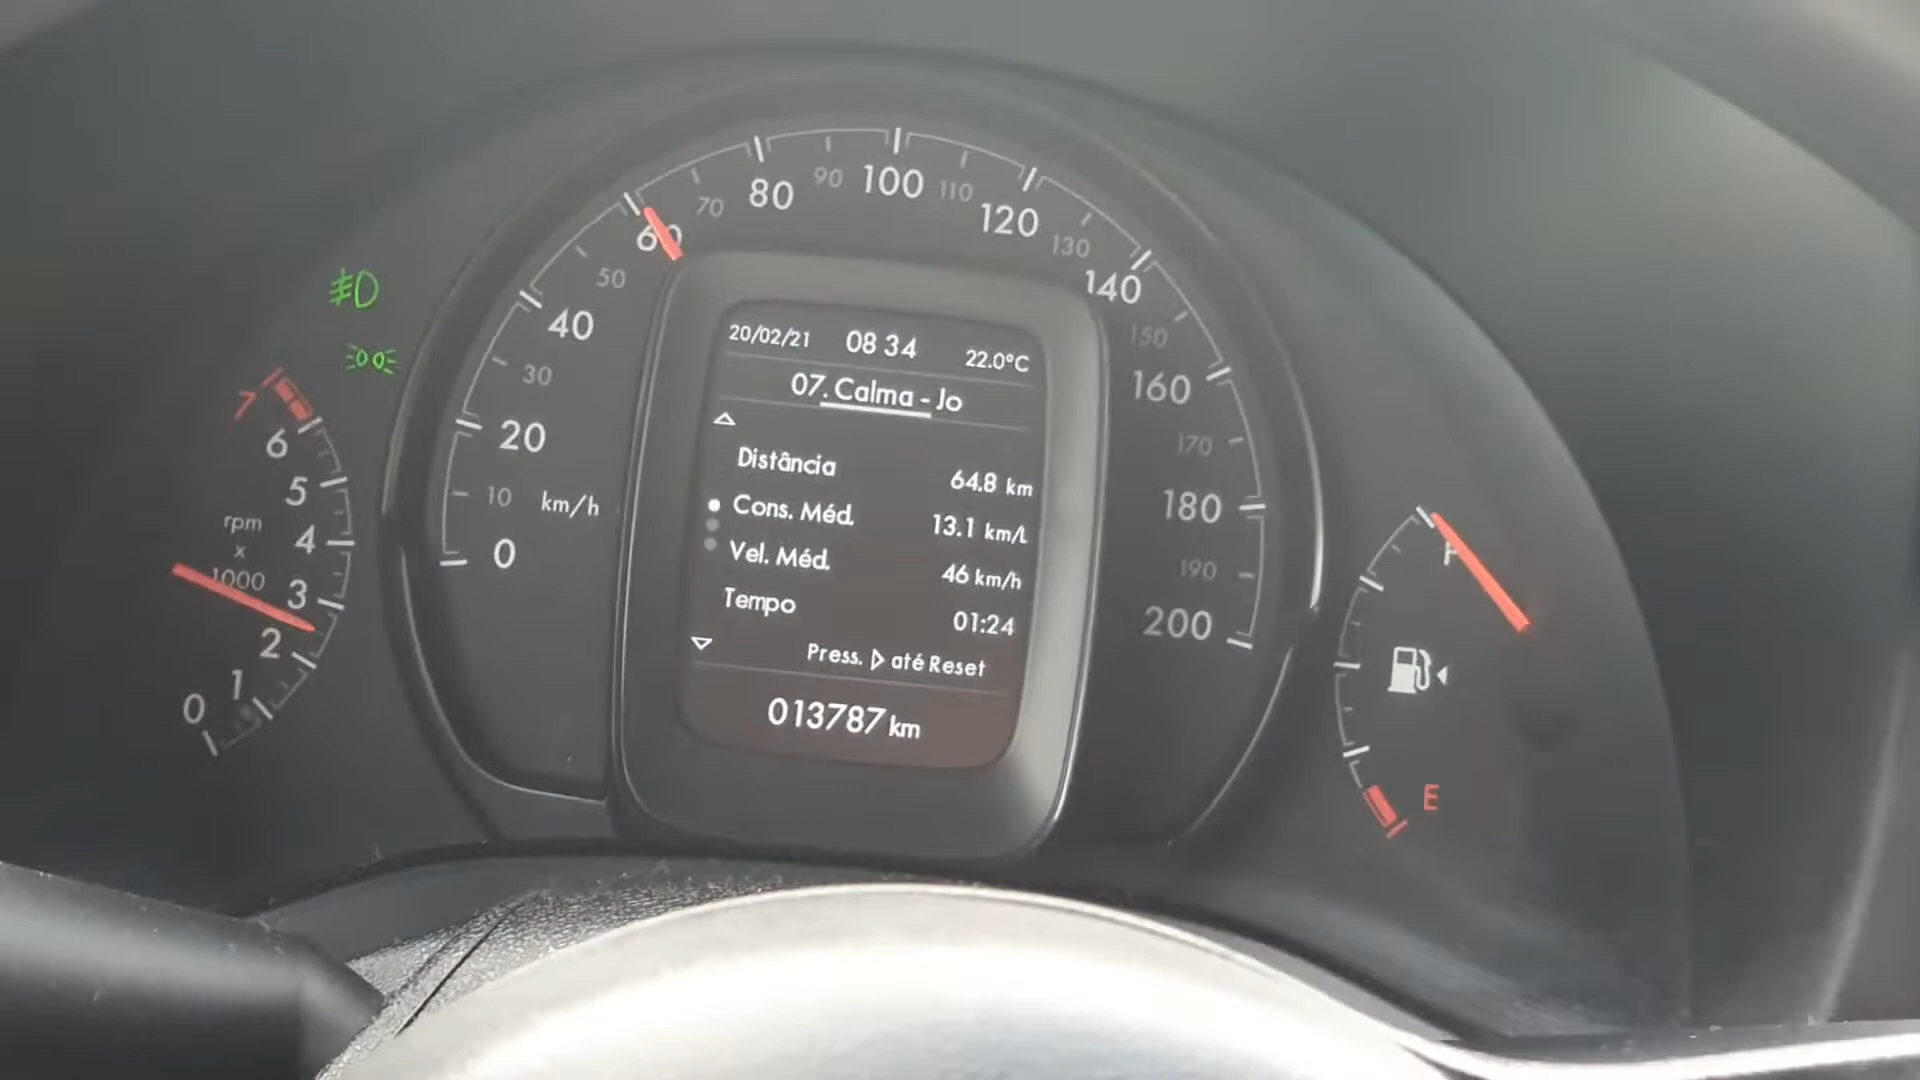 20/02/21 08 34 22.0°C
07. Calma - Jo
Distância 64.8 km
Cons. Méd. 13.1 km/L
Vel. Méd. 46 km/h
Tempo 01:24
Press. ▷ até Reset
013787 km
0 10 20 30 40 50 60 70 80 90 100 110 120 130 140 150 160 170 180 190 200
km/h
0 1 2 3 4 5 6 7
rpm
x
1000
F
E